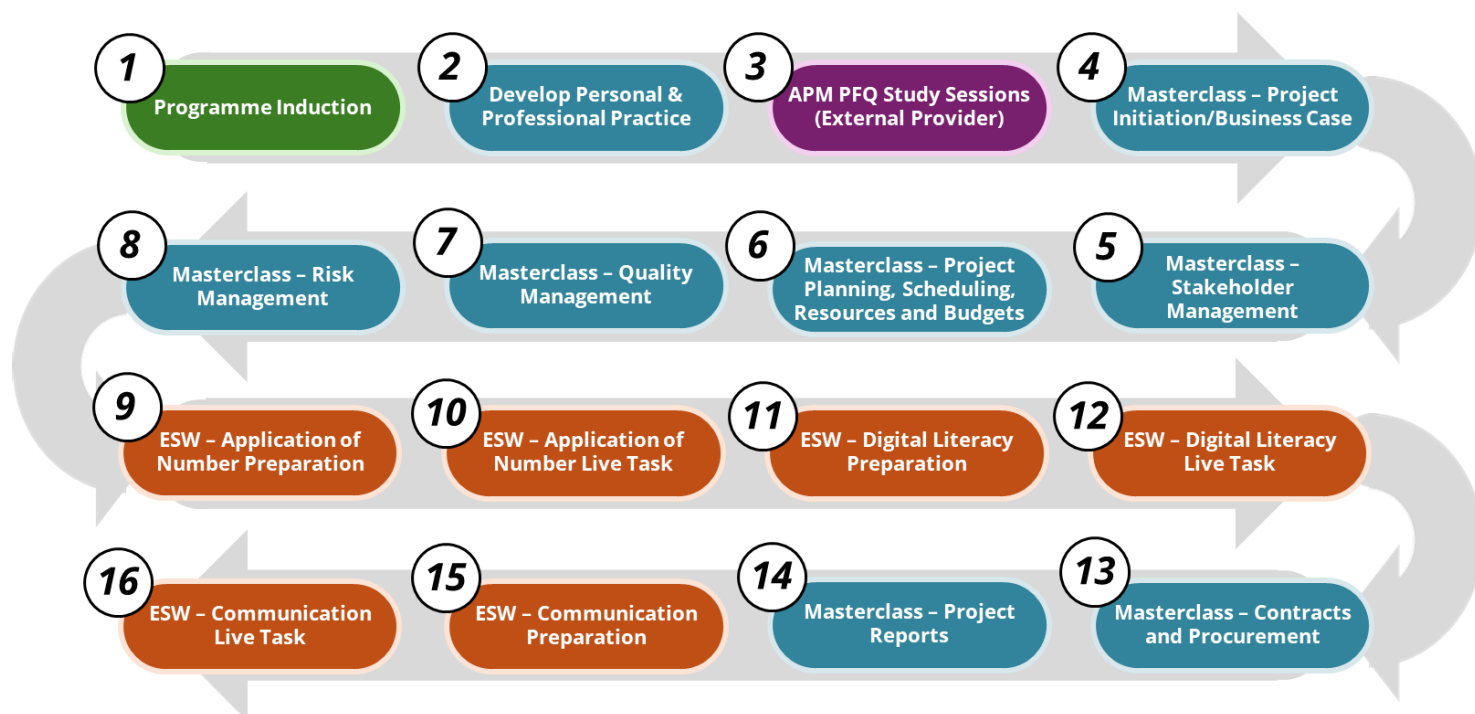 1
Programme Induction
2
Develop Personal &
Professional Practice
3
APM PFQ Study Sessions
(External Provider)
4
Masterclass – Project
Initiation/Business Case
5
Masterclass –
Stakeholder
Management
6
Masterclass – Project
Planning, Scheduling,
Resources and Budgets
7
Masterclass – Quality
Management
8
Masterclass – Risk
Management
9
ESW – Application of
Number Preparation
10
ESW – Application of
Number Live Task
11
ESW – Digital Literacy
Preparation
12
ESW – Digital Literacy
Live Task
13
Masterclass – Contracts
and Procurement
14
Masterclass – Project
Reports
15
ESW – Communication
Preparation
16
ESW – Communication
Live Task